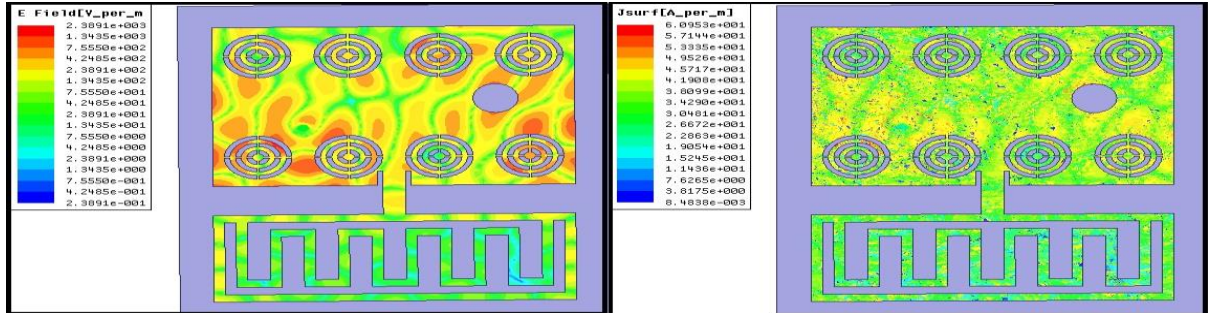 E Field[V_per_m
2.3891e+003
1.3435e+003
7.5550e+002
4.2485e+002
2.3891e+002
1.3435e+002
7.5550e+001
4.2485e+001
2.3891e+001
1.3435e+001
7.5550e+000
4.2485e+000
2.3891e+000
1.3435e+000
7.5550e-001
4.2485e-001
2.3891e-001
Jsurf[A_per_m]
6.0953e+001
5.7144e+001
5.3335e+001
4.9526e+001
4.5717e+001
4.1908e+001
3.8099e+001
3.4290e+001
3.0481e+001
2.6672e+001
2.2863e+001
1.9054e+001
1.5245e+001
1.1436e+001
7.6265e+000
3.8175e+000
8.4838e-003